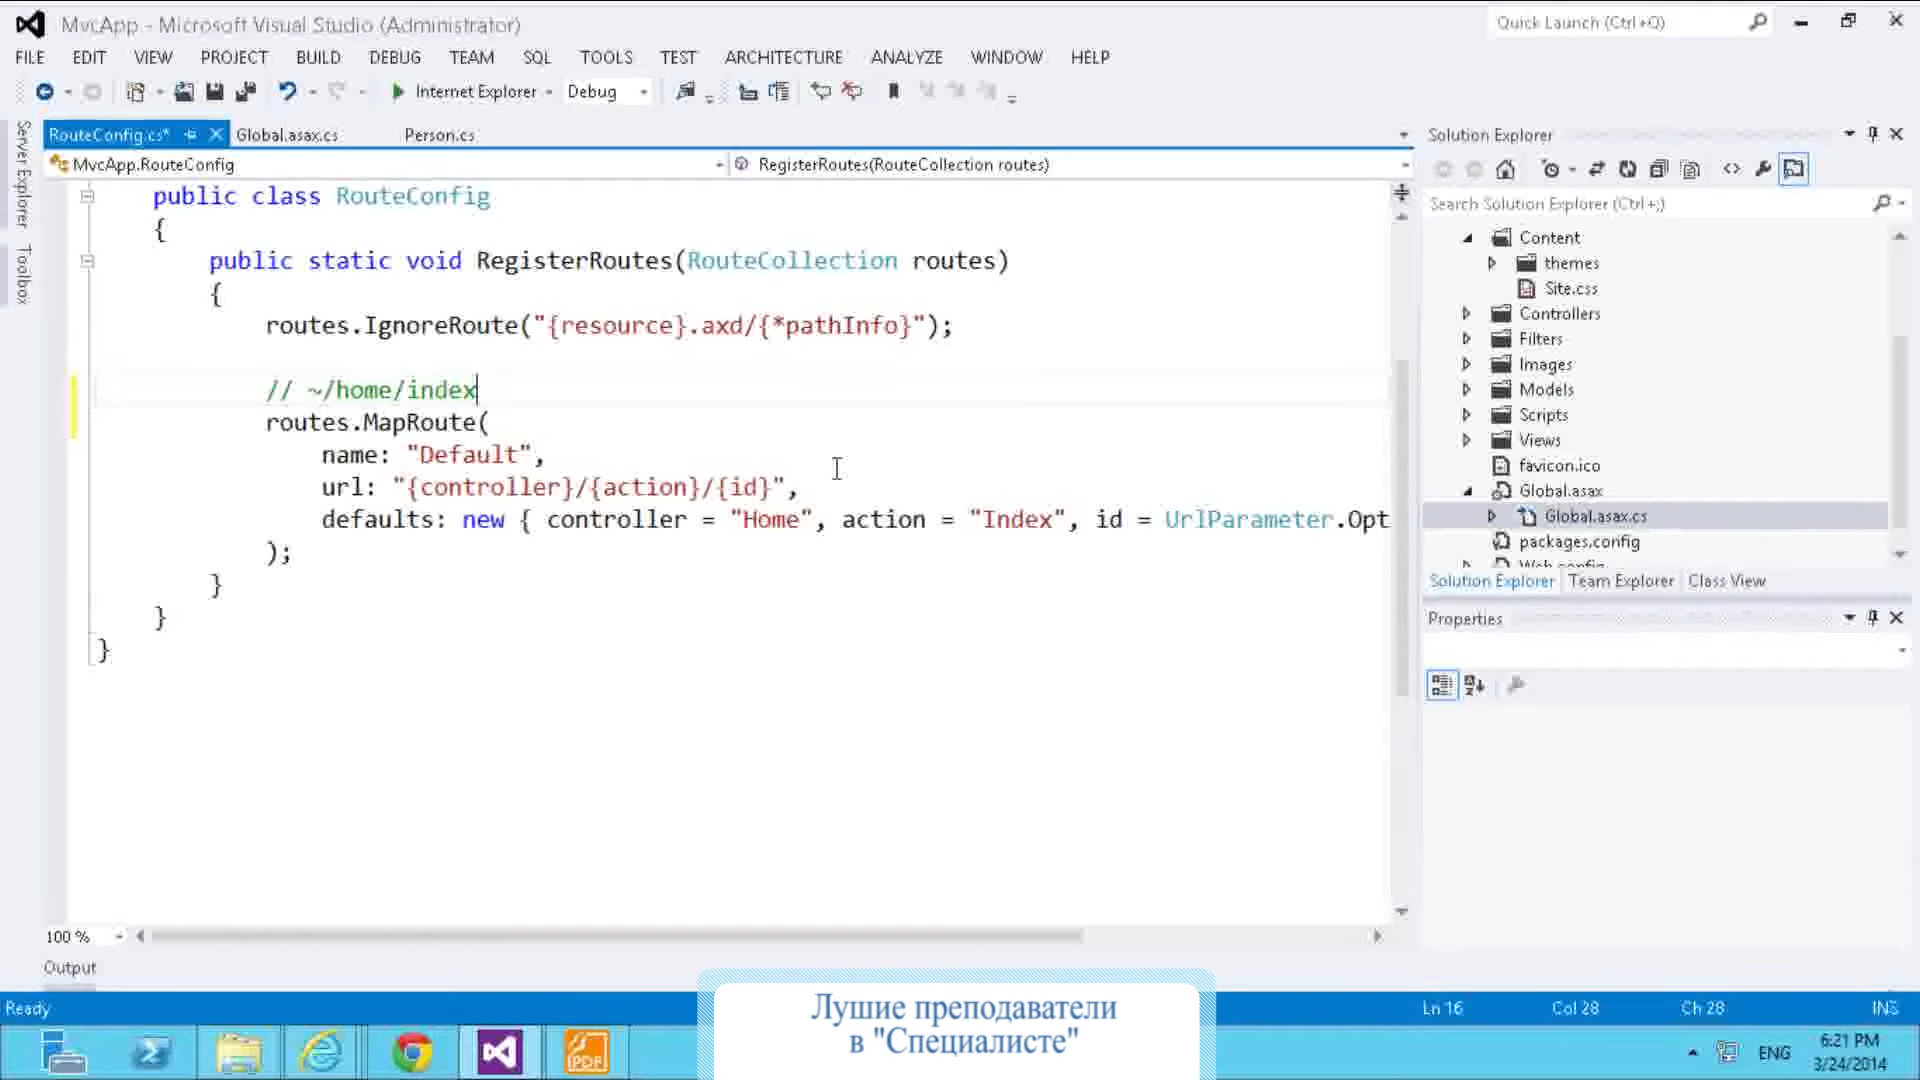 MvcApp - Microsoft Visual Studio (Administrator)
Quick Launch (Ctrl+Q)
FILE EDIT VIEW PROJECT BUILD DEBUG TEAM SQL TOOLS TEST ARCHITECTURE ANALYZE WINDOW HELP
Internet Explorer Debug
Server Explorer
Toolbox
RouteConfig.cs* Global.asax.cs Person.cs
MvcApp.RouteConfig RegisterRoutes(RouteCollection routes)
public class RouteConfig
{
public static void RegisterRoutes(RouteCollection routes)
{
routes.IgnoreRoute("{resource}.axd/{*pathInfo}");
// ~/home/index
routes.MapRoute(
name: "Default",
url: "{controller}/{action}/{id}",
defaults: new { controller = "Home", action = "Index", id = UrlParameter.Opt
);
}
}
}
100 %
Output
Solution Explorer
Search Solution Explorer (Ctrl+;)
Content
themes
Site.css
Controllers
Filters
Images
Models
Scripts
Views
favicon.ico
Global.asax
Global.asax.cs
packages.config
Web.config
Solution Explorer Team Explorer Class View
Properties
Ready Ln 16 Col 28 Ch 28 INS
Лушие преподаватели
в "Специалисте"
PDF
ENG
6:21 PM
3/24/2014